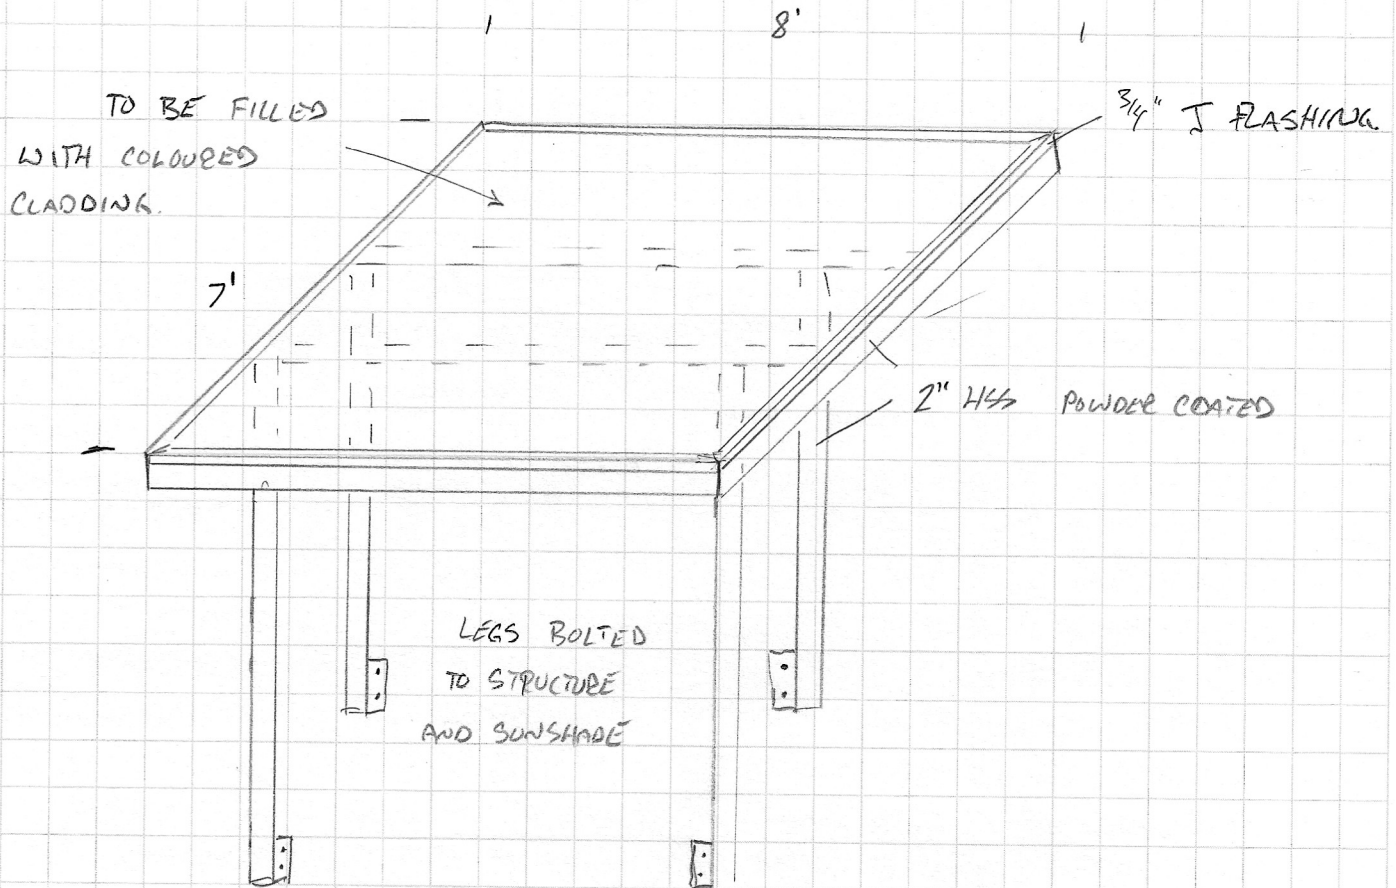 8'
TO BE FILLED
WITH COLOURED
CLADDING.
3/4" J FLASHING.
7'
2" HSS POWDER COATED
LEGS BOLTED
TO STRUCTURE
AND SUNSHADE